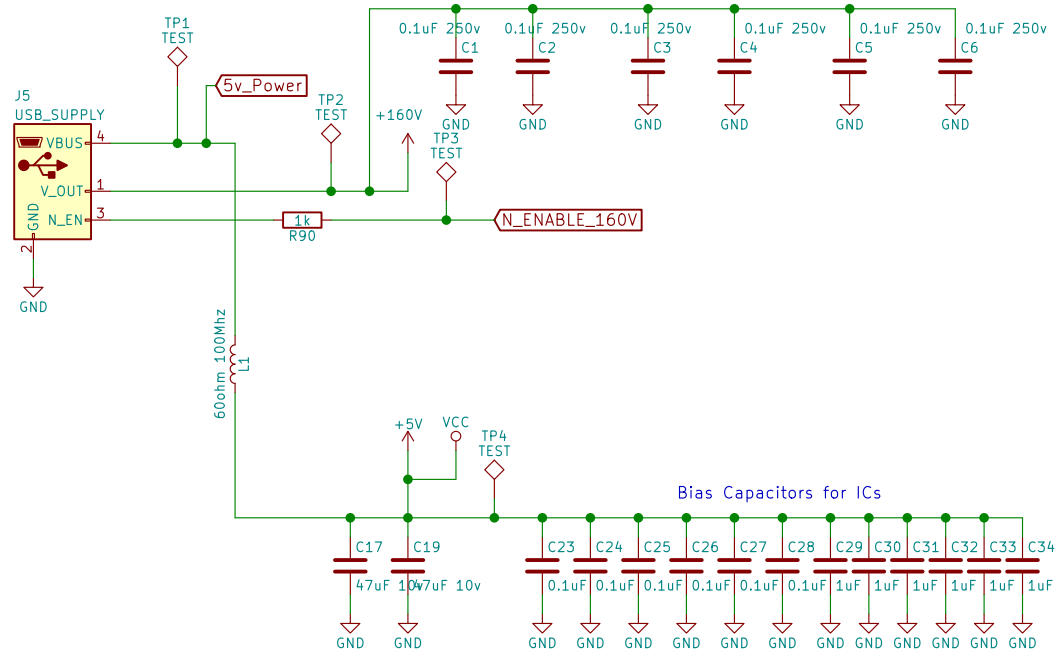 TP1
TEST
0.1uF 250v
C1
0.1uF 250v
C2
0.1uF 250v
C3
0.1uF 250v
C4
0.1uF 250v
C5
0.1uF 250v
C6
GND
GND
GND
GND
GND
GND
5v_Power
J5
USB_SUPPLY
TP2
TEST
+160V
TP3
TEST
VBUS
4
V_OUT
1
N_EN
3
GND
2
1k
R90
N_ENABLE_160V
GND
60ohm 100Mhz
L1
+5V
VCC
TP4
TEST
Bias Capacitors for ICs
C17
C19
C23
C24
C25
C26
C27
C28
C29
C30
C31
C32
C33
C34
47uF 10v
47uF 10v
0.1uF
0.1uF
0.1uF
0.1uF
0.1uF
0.1uF
1uF
1uF
1uF
1uF
1uF
1uF
GND
GND
GND
GND
GND
GND
GND
GND
GND
GND
GND
GND
GND
GND